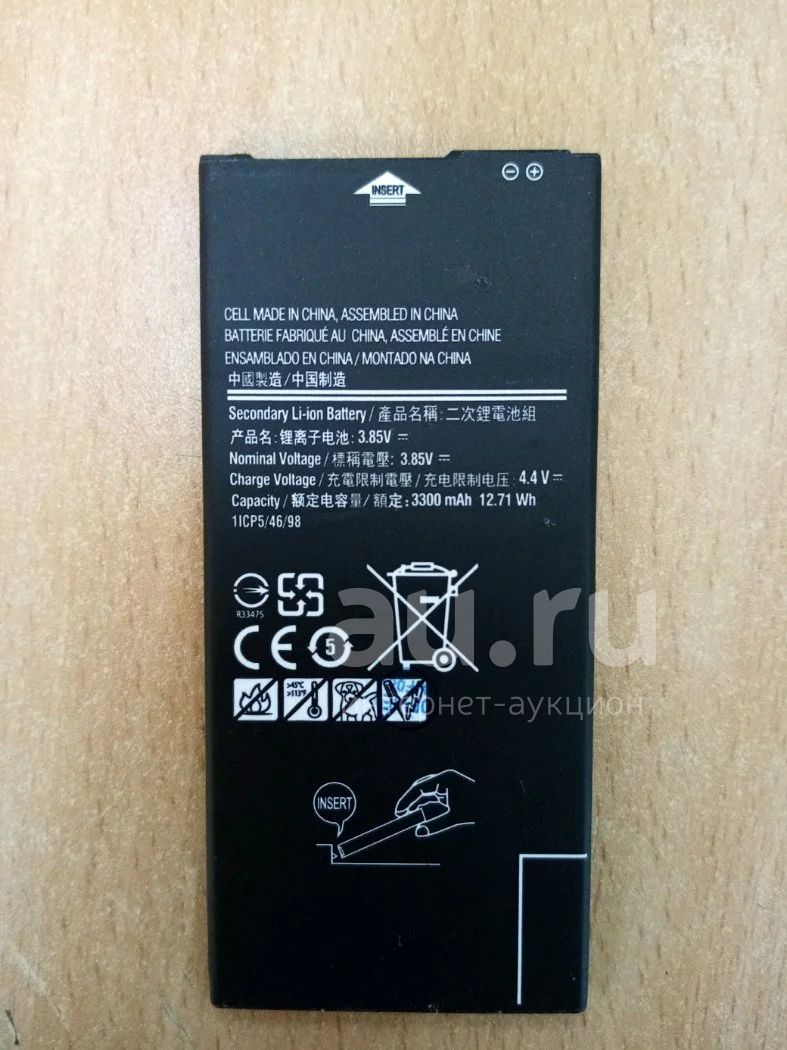 INSERT
CELL MADE IN CHINA, ASSEMBLED IN CHINA
BATTERIE FABRIQUÉ AU CHINA, ASSEMBLÉ EN CHINE
ENSAMBLADO EN CHINA / MONTADO NA CHINA
中國製造/中国制造
Secondary Li-ion Battery / 產品名稱: 二次鋰電池組
产品名: 锂离子电池: 3.85V ⎓
Nominal Voltage / 標稱電壓: 3.85V ⎓
Charge Voltage / 充電限制電壓 / 充电限制电压: 4.4 V ⎓
Capacity / 额定电容量/ 額定: 3300 mAh 12.71 Wh
1ICP5/46/98
R33475
CE 5
>45°C
>113°F
au.ru
интернет-аукцион
INSERT